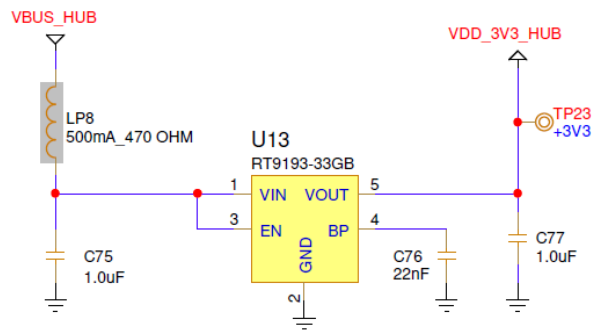 VBUS_HUB
VDD_3V3_HUB
LP8
500mA_470 OHM
TP23
+3V3
U13
RT9193-33GB
1
VIN
VOUT
5
3
EN
BP
4
GND
2
C75
1.0uF
C76
22nF
C77
1.0uF